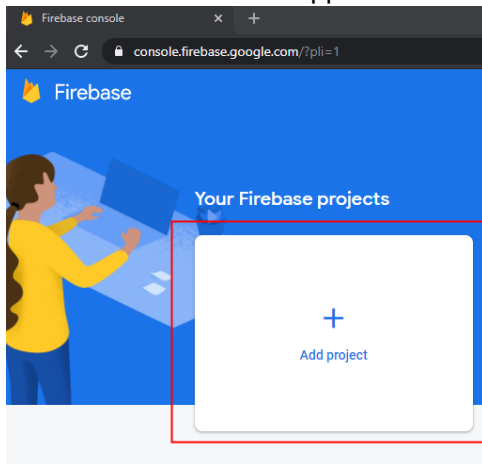 Firebase console
console.firebase.google.com/?pli=1
Firebase
Your Firebase projects
Add project